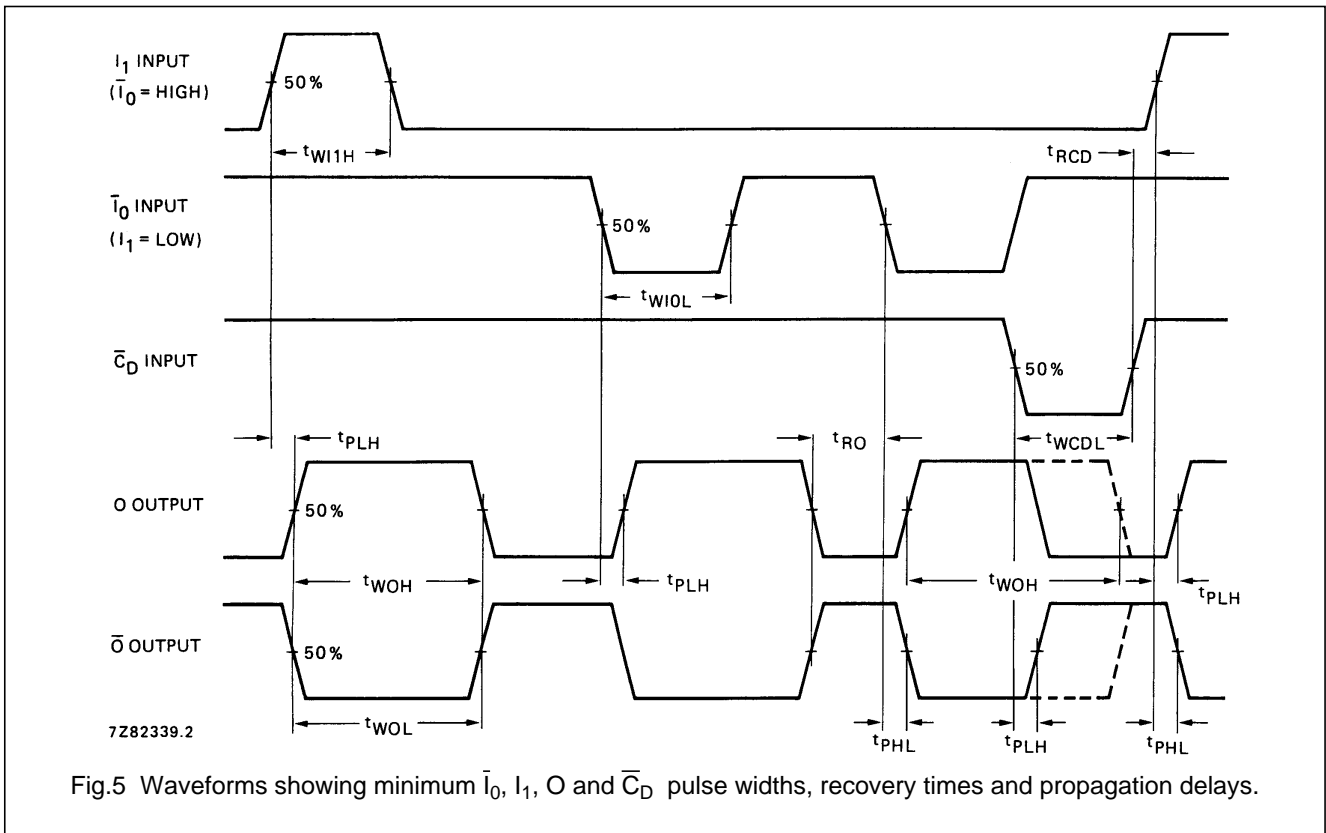 I₁ INPUT
(Ī₀ = HIGH)
50%
tWI1H
tRCD
Ī₀ INPUT
(I₁ = LOW)
50%
tWI0L
C̄D INPUT
50%
tPLH
tRO
tWCDL
O OUTPUT
50%
tWOH
tPLH
tWOH
tPLH
Ō OUTPUT
50%
tWOL
tPHL
tPLH
tPHL
7Z82339.2
Fig.5 Waveforms showing minimum Ī₀, I₁, O and C̄D pulse widths, recovery times and propagation delays.